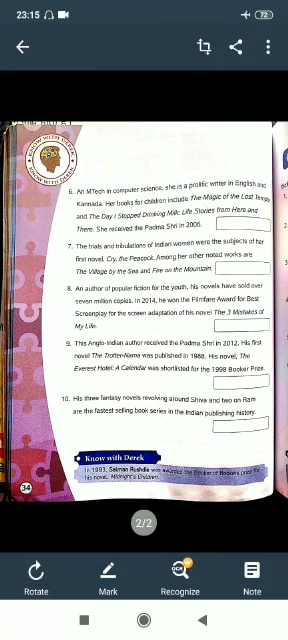 23:15
72
KNOW WITH DEREK
KNOW WITH DEREK
6. An MTech in computer science, she is a prolific writer in English and
Kannada. Her books for children include The Magic of the Lost Temple
and The Day I Stopped Drinking Milk: Life Stories from Here and
There. She received the Padma Shri in 2006.
7. The trials and tribulations of Indian women were the subjects of her
first novel, Cry, the Peacock. Among her other noted works are
The Village by the Sea and Fire on the Mountain.
8. An author of popular fiction for the youth, his novels have sold over
seven million copies. In 2014, he won the Filmfare Award for Best
Screenplay for the screen adaptation of his novel The 3 Mistakes of
My Life.
9. This Anglo-Indian author received the Padma Shri in 2012. His first
novel The Trotter-Nama was published in 1988. His novel, The
Everest Hotel: A Calendar was shortlisted for the 1998 Booker Prize.
10. His three fantasy novels revolving around Shiva and two on Ram
are the fastest selling book series in the Indian publishing history.
Know with Derek
In 1993, Salman Rushdie was awarded the Booker of Bookers prize for
his novel, Midnight's Children.
34
2/2
OCR
Rotate Mark Recognize Note